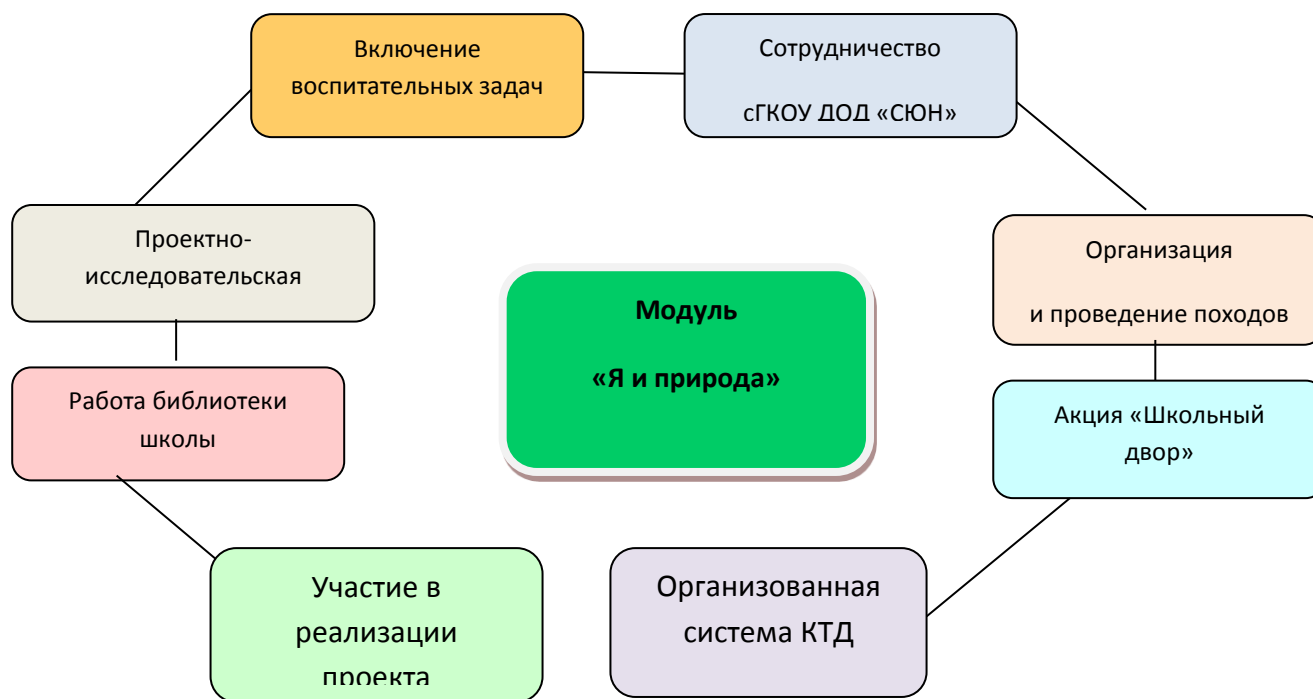 Включение
воспитательных задач
Сотрудничество
сГКОУ ДОД «СЮН»
Проектно-
исследовательская
Организация
и проведение походов
Модуль
«Я и природа»
Работа библиотеки
школы
Акция «Школьный
двор»
Участие в
реализации
проекта
Организованная
система КТД